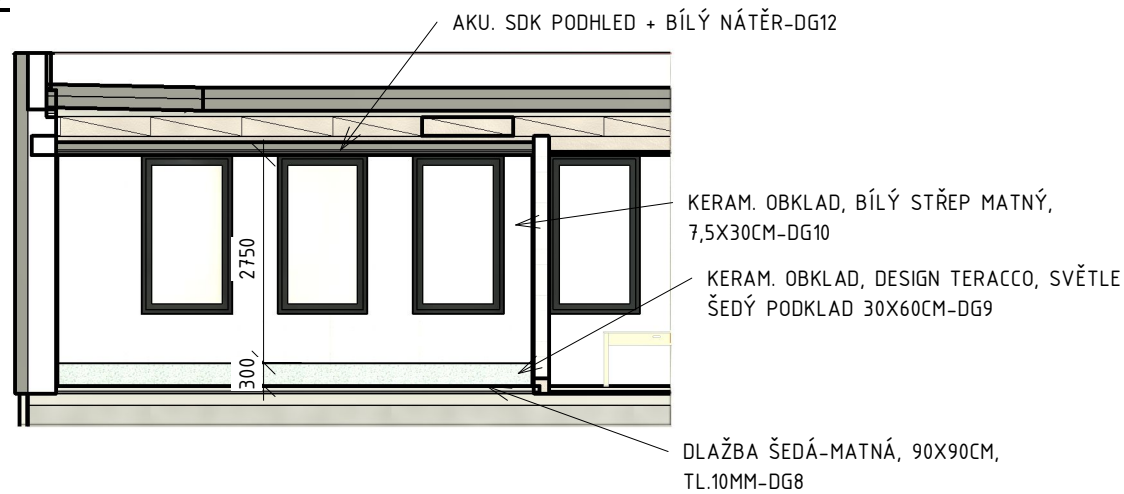 AKU. SDK PODHLED + BÍLÝ NÁTĚR-DG12
KERAM. OBKLAD, BÍLÝ STŘEP MATNÝ,
7,5X30CM-DG10
2750
KERAM. OBKLAD, DESIGN TERACCO, SVĚTLE
ŠEDÝ PODKLAD 30X60CM-DG9
300
DLAŽBA ŠEDÁ-MATNÁ, 90X90CM,
TL.10MM-DG8